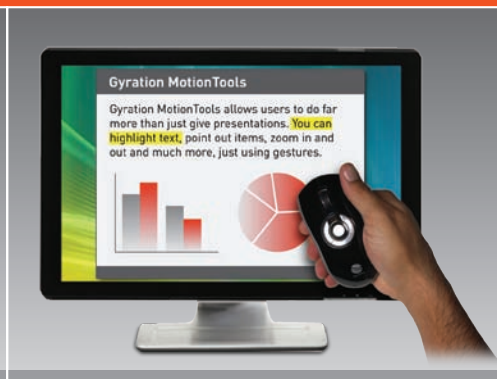 Gyration MotionTools
Gyration MotionTools allows users to do far
more than just give presentations. You can
highlight text, point out items, zoom in and
out and much more, just using gestures.